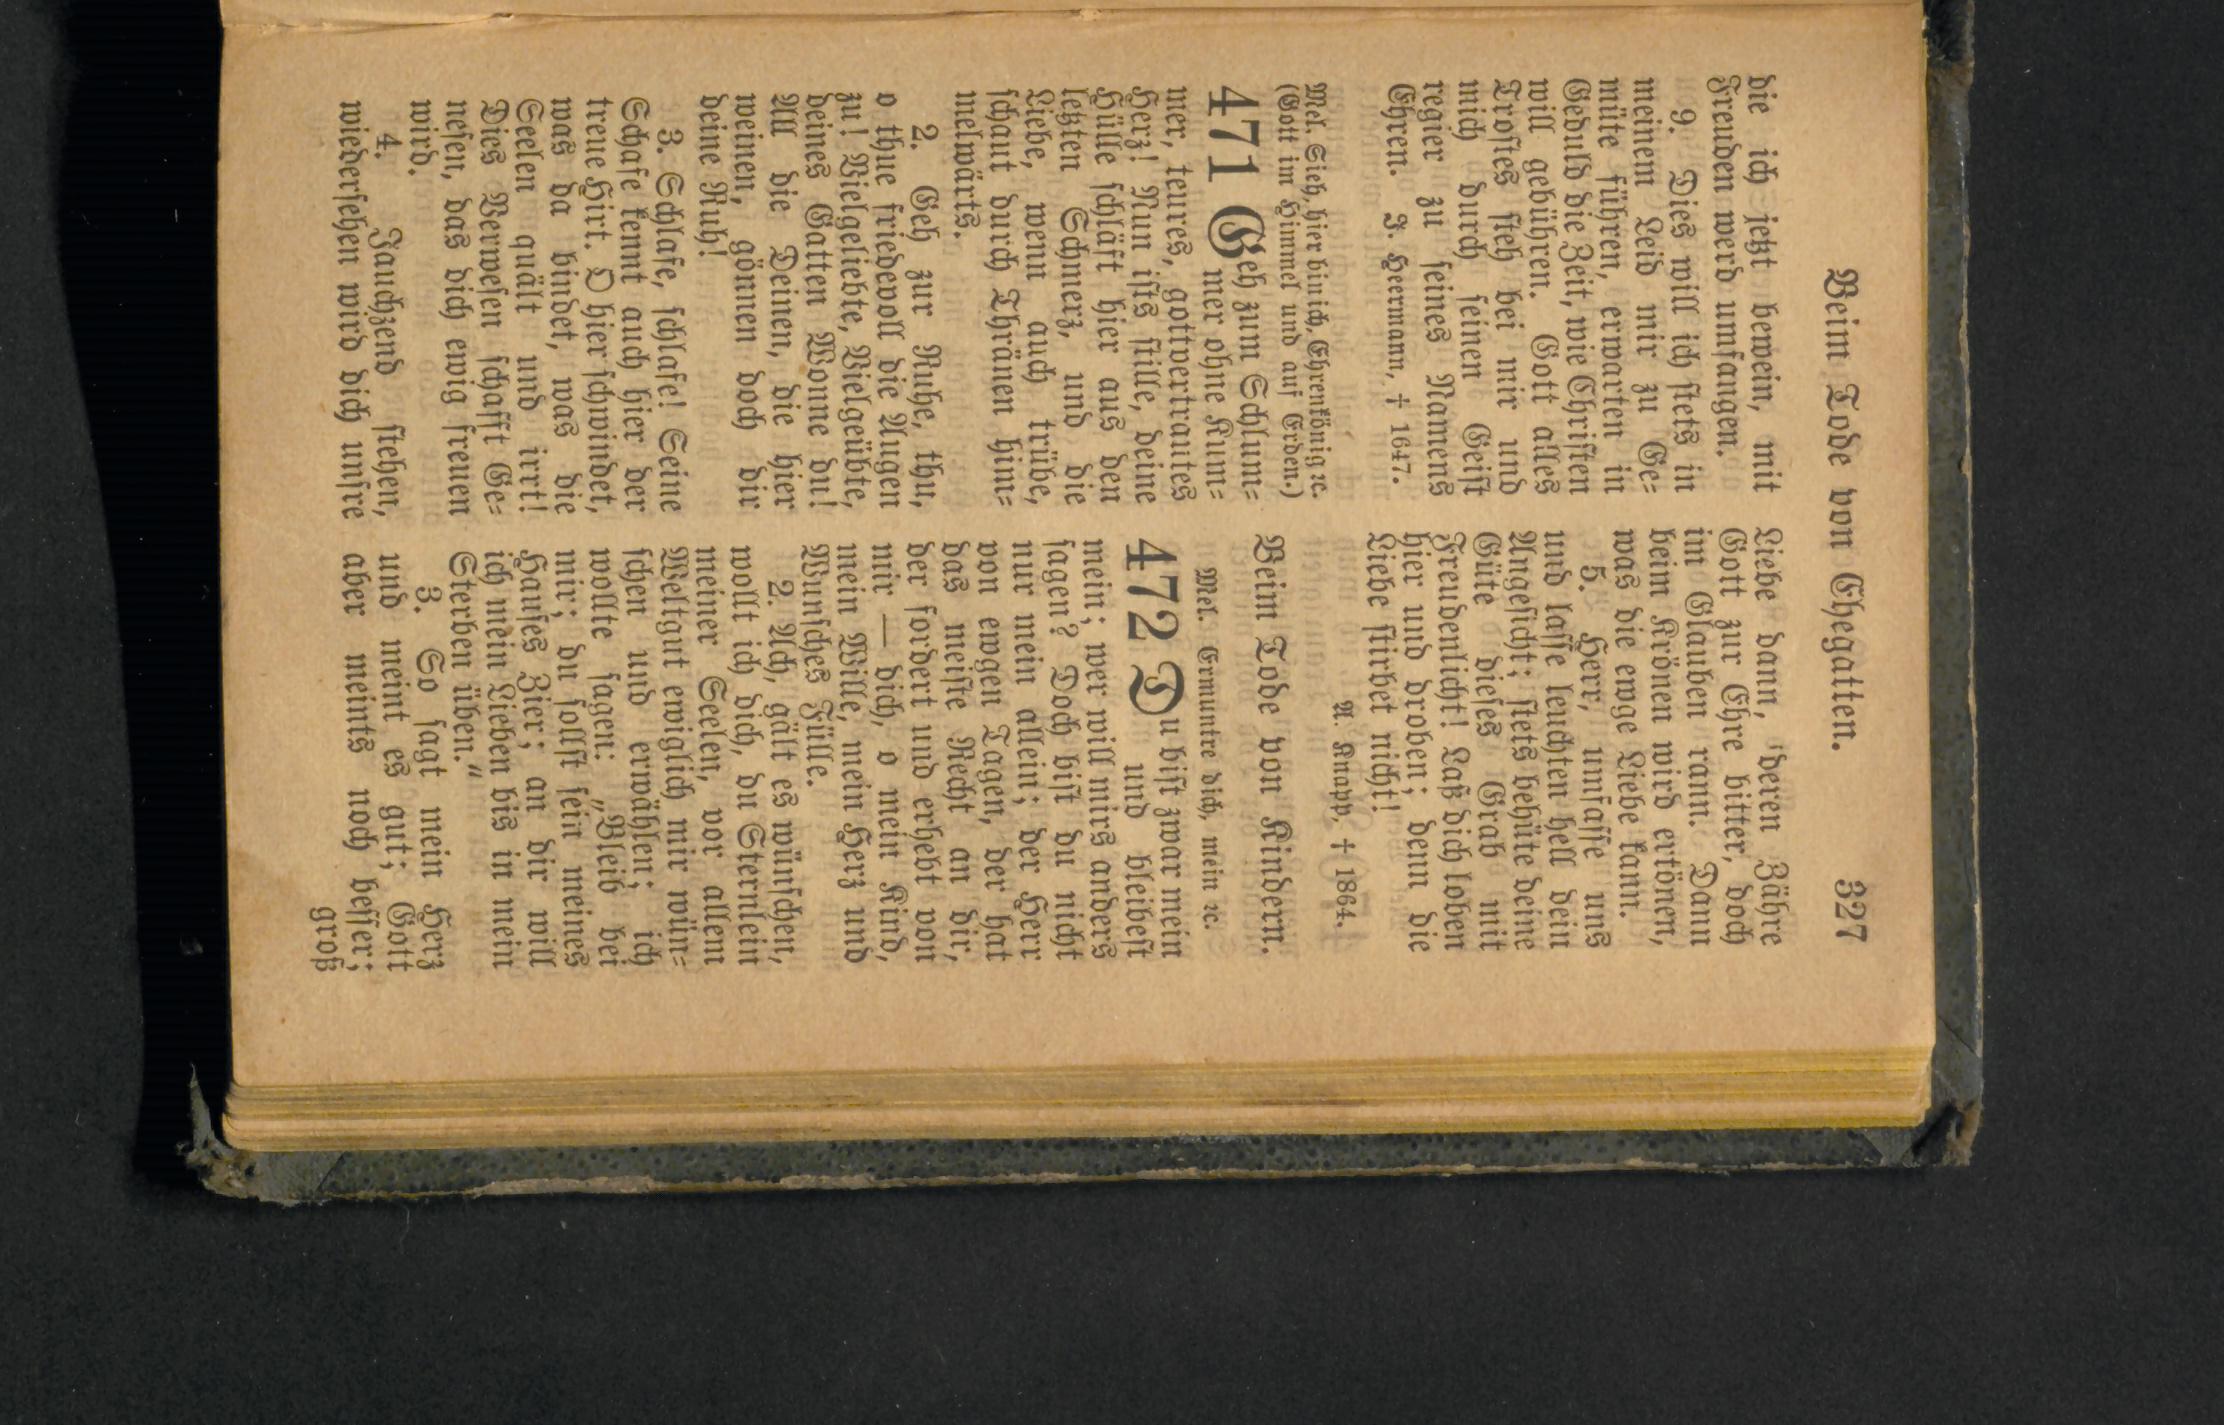 Beim Tode von Ehegatten. 327
die ich jetzt bewein, mit
Freuden werd umfangen.
9. Dies will ich stets in
meinem Leid mir zu Ge=
müte führen, erwarten in
Geduld die Zeit, wie Christen
will gebühren. Gott alles
Trostes steh bei mir und
mich durch seinen Geist
regier zu seines Namens
Ehren. J. Heermann, † 1647.
Mel. Sieh, hier bin ich, Ehrenkönig ꝛc.
(Gott im Himmel und auf Erden.)
471 Geh zum Schlum=
mer ohne Kum=
mer, teures, gottvertrautes
Herz! Nun ists stille, deine
Hülle schläft hier aus den
letzten Schmerz, und die
Liebe, wenn auch trübe,
schaut durch Thränen him=
melwärts.
2. Geh zur Ruhe, thu,
o thue friedevoll die Augen
zu! Vielgeliebte, Vielgeübte,
deines Gatten Wonne du!
All die Deinen, die hier
weinen, gönnen doch dir
deine Ruh!
3. Schlafe, schlafe! Seine
Schafe kennt auch hier der
treue Hirt. O hier schwindet,
was da bindet, was die
Seelen quält und irrt!
Dies Verwesen schafft Ge=
nesen, das dich ewig freuen
wird.
4. Jauchzend stehen,
wiedersehen wird dich unsre
Liebe dann, deren Zähre
Gott zur Ehre bitter, doch
im Glauben rann. Dann
beim Krönen wird ertönen,
was die ewge Liebe kann.
5. Herr, umfasse uns
und lasse leuchten hell dein
Angesicht; stets behüte deine
Güte dieses Grab mit
Freudenlicht! Laß dich loben
hier und droben; denn die
Liebe stirbet nicht!
A. Knapp, † 1864.
Beim Tode von Kindern.
Mel. Ermuntre dich, mein ꝛc.
472 Du bist zwar mein
und bleibest
mein; wer will mirs anders
sagen? Doch bist du nicht
nur mein allein; der Herr
von ewgen Tagen, der hat
das meiste Recht an dir,
der fordert und erhebt von
mir — dich, o mein Kind,
mein Wille, mein Herz und
Wunsches Fülle.
2. Ach, gält es wünschen,
wollt ich dich, du Sternlein
meiner Seelen, vor allem
Weltgut ewiglich mir wün=
schen und erwählen; ich
wollte sagen: „Bleib bei
mir; du sollst sein meines
Hauses Zier; an dir will
ich mein Lieben bis in mein
Sterben üben.“
3. So sagt mein Herz
und meint es gut; Gott
aber meints noch besser;
groß